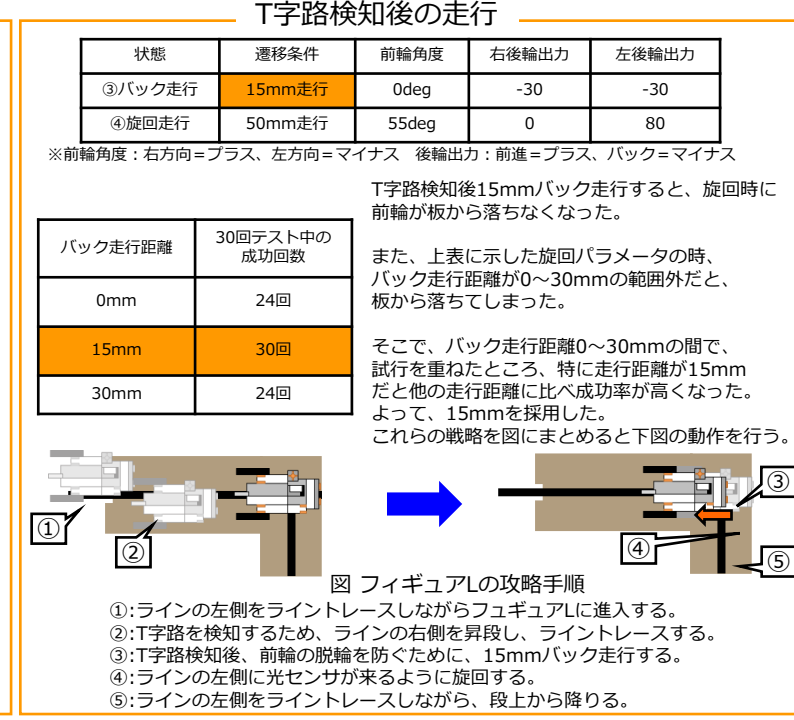 T字路検知後の走行
状態 遷移条件 前輪角度 右後輪出力 左後輪出力
③バック走行 15mm走行 0deg -30 -30
④旋回走行 50mm走行 55deg 0 80
※前輪角度：右方向＝プラス、左方向＝マイナス　後輪出力：前進＝プラス、バック＝マイナス
T字路検知後15mmバック走行すると、旋回時に
前輪が板から落ちなくなった。
また、上表に示した旋回パラメータの時、
バック走行距離が0～30mmの範囲外だと、
板から落ちてしまった。
そこで、バック走行距離0～30mmの間で、
試行を重ねたところ、特に走行距離が15mm
だと他の走行距離に比べ成功率が高くなった。
よって、15mmを採用した。
これらの戦略を図にまとめると下図の動作を行う。
バック走行距離 30回テスト中の
成功回数
0mm 24回
15mm 30回
30mm 24回
①
②
③
④
⑤
図 フィギュアLの攻略手順
①:ラインの左側をライントレースしながらフュギュアLに進入する。
②:T字路を検知するため、ラインの右側を昇段し、ライントレースする。
③:T字路検知後、前輪の脱輪を防ぐために、15mmバック走行する。
④:ラインの左側に光センサが来るように旋回する。
⑤:ラインの左側をライントレースしながら、段上から降りる。